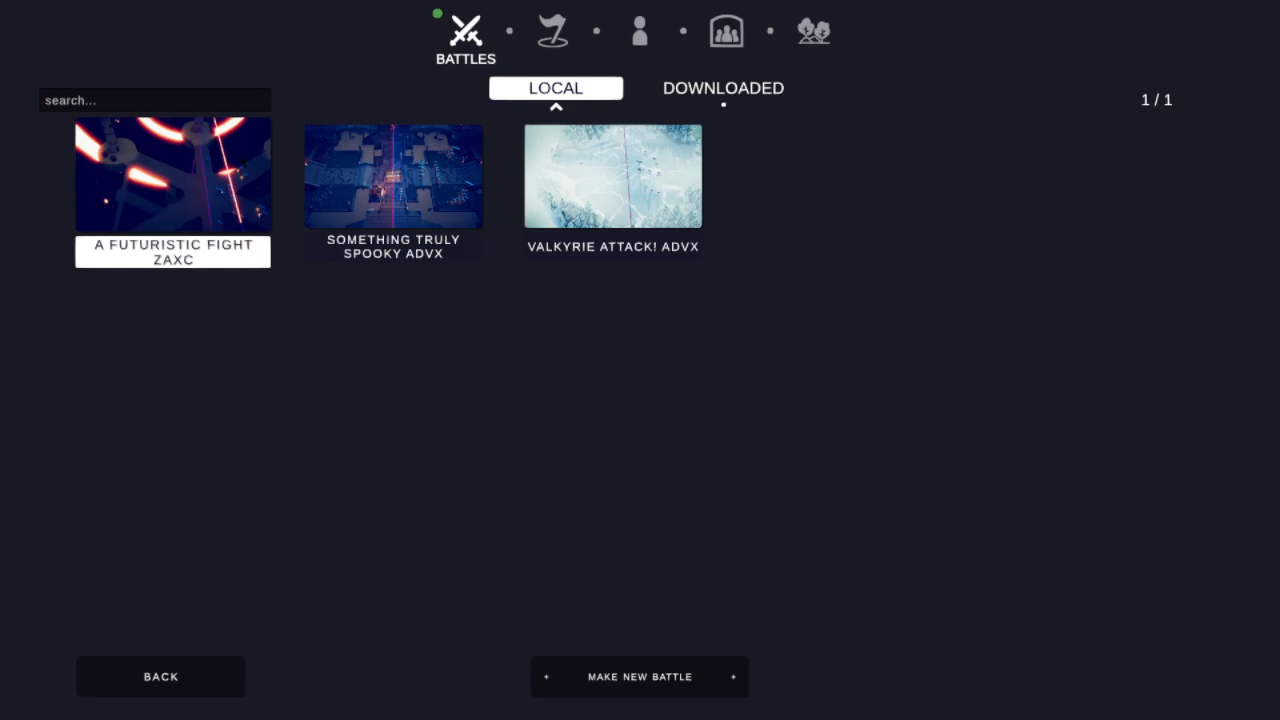 BATTLES
LOCAL
DOWNLOADED
search...
1 / 1
A FUTURISTIC FIGHT
ZAXC
SOMETHING TRULY
SPOOKY ADVX
VALKYRIE ATTACK! ADVX
BACK
+ MAKE NEW BATTLE +